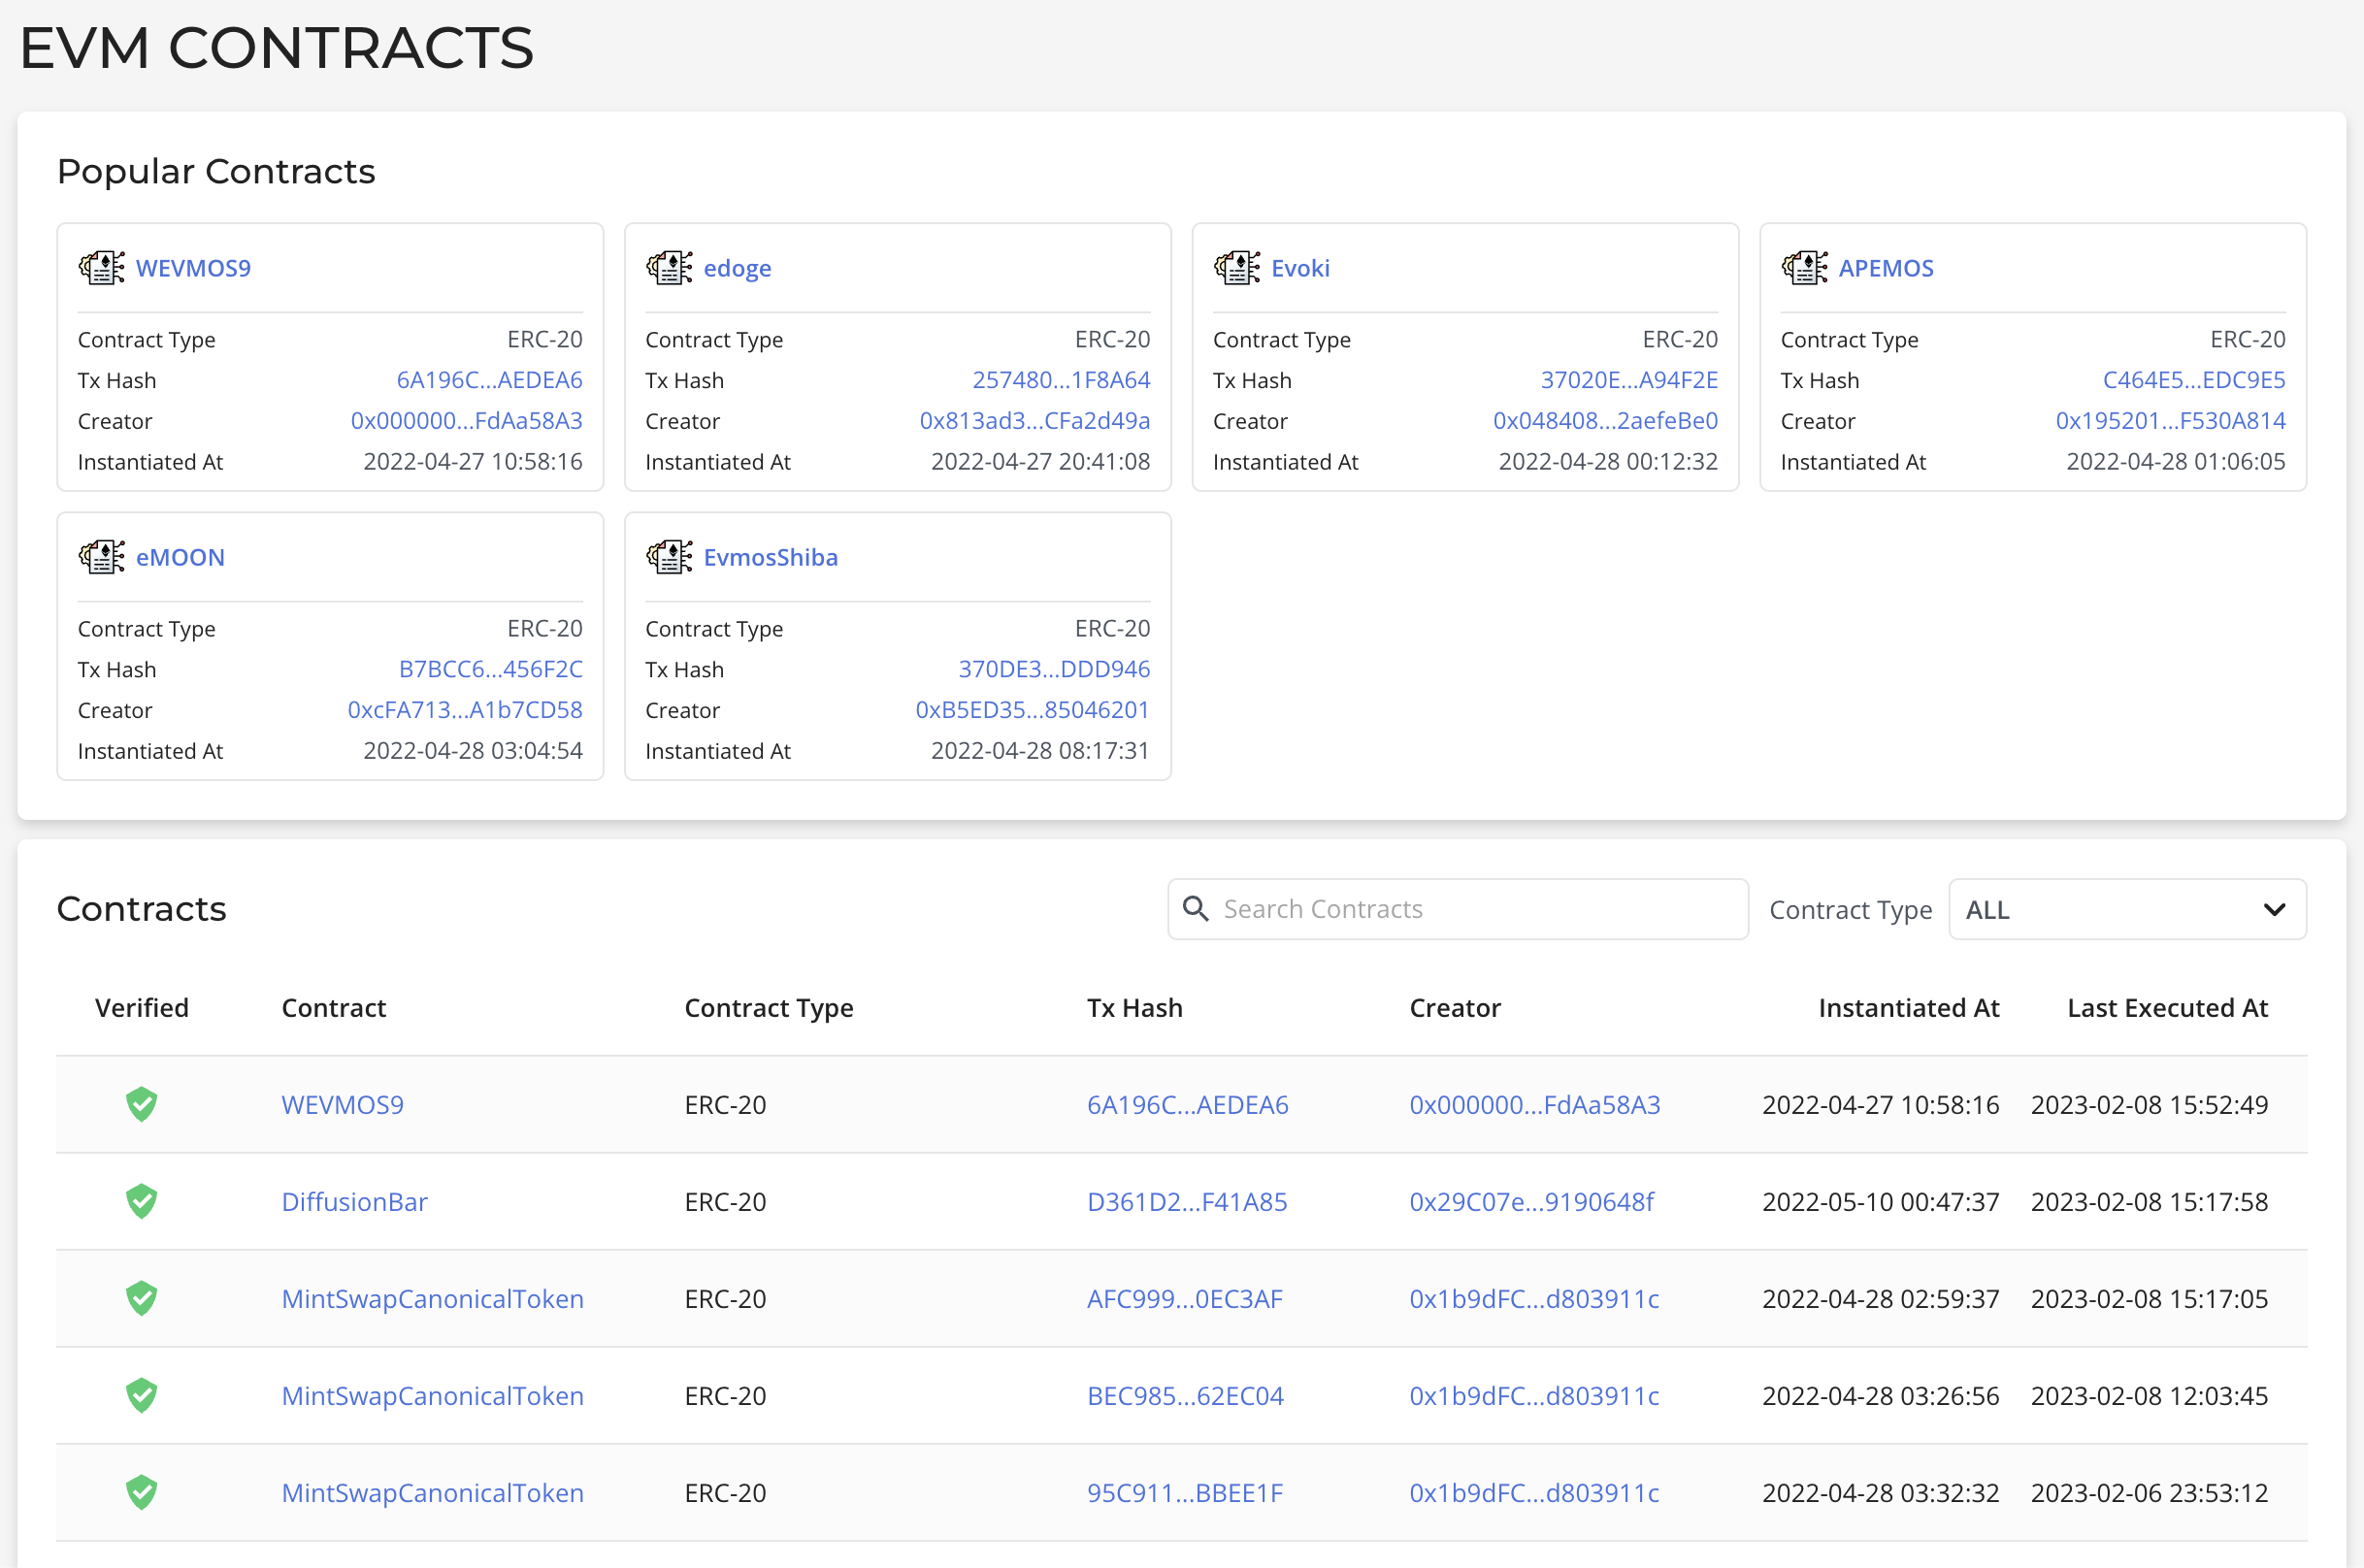 EVM CONTRACTS
Popular Contracts
WEVMOS9
Contract Type ERC-20
Tx Hash 6A196C...AEDEA6
Creator 0x000000...FdAa58A3
Instantiated At 2022-04-27 10:58:16
edoge
Contract Type ERC-20
Tx Hash 257480...1F8A64
Creator 0x813ad3...CFa2d49a
Instantiated At 2022-04-27 20:41:08
Evoki
Contract Type ERC-20
Tx Hash 37020E...A94F2E
Creator 0x048408...2aefeBe0
Instantiated At 2022-04-28 00:12:32
APEMOS
Contract Type ERC-20
Tx Hash C464E5...EDC9E5
Creator 0x195201...F530A814
Instantiated At 2022-04-28 01:06:05
eMOON
Contract Type ERC-20
Tx Hash B7BCC6...456F2C
Creator 0xcFA713...A1b7CD58
Instantiated At 2022-04-28 03:04:54
EvmosShiba
Contract Type ERC-20
Tx Hash 370DE3...DDD946
Creator 0xB5ED35...85046201
Instantiated At 2022-04-28 08:17:31
Contracts Search Contracts Contract Type ALL
Verified Contract Contract Type Tx Hash Creator Instantiated At Last Executed At
WEVMOS9 ERC-20 6A196C...AEDEA6 0x000000...FdAa58A3 2022-04-27 10:58:16 2023-02-08 15:52:49
DiffusionBar ERC-20 D361D2...F41A85 0x29C07e...9190648f 2022-05-10 00:47:37 2023-02-08 15:17:58
MintSwapCanonicalToken ERC-20 AFC999...0EC3AF 0x1b9dFC...d803911c 2022-04-28 02:59:37 2023-02-08 15:17:05
MintSwapCanonicalToken ERC-20 BEC985...62EC04 0x1b9dFC...d803911c 2022-04-28 03:26:56 2023-02-08 12:03:45
MintSwapCanonicalToken ERC-20 95C911...BBEE1F 0x1b9dFC...d803911c 2022-04-28 03:32:32 2023-02-06 23:53:12